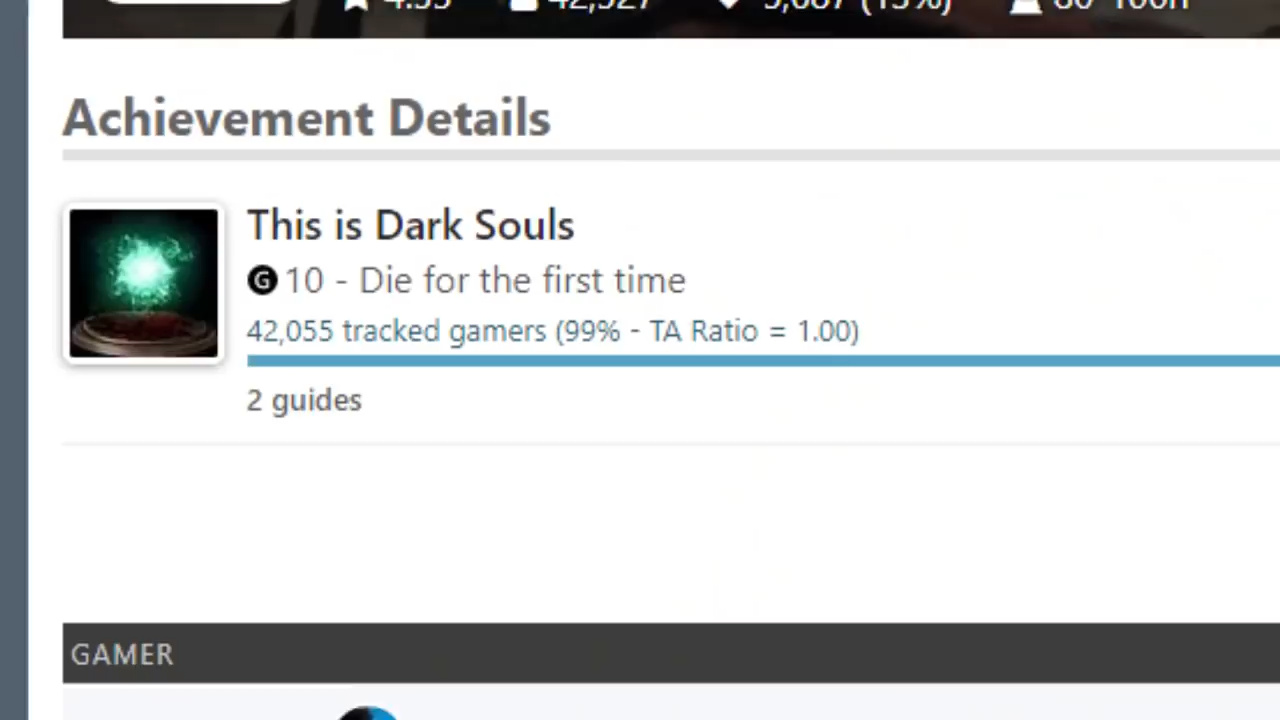 Achievement Details
This is Dark Souls
G 10 - Die for the first time
42,055 tracked gamers (99% - TA Ratio = 1.00)
2 guides
GAMER